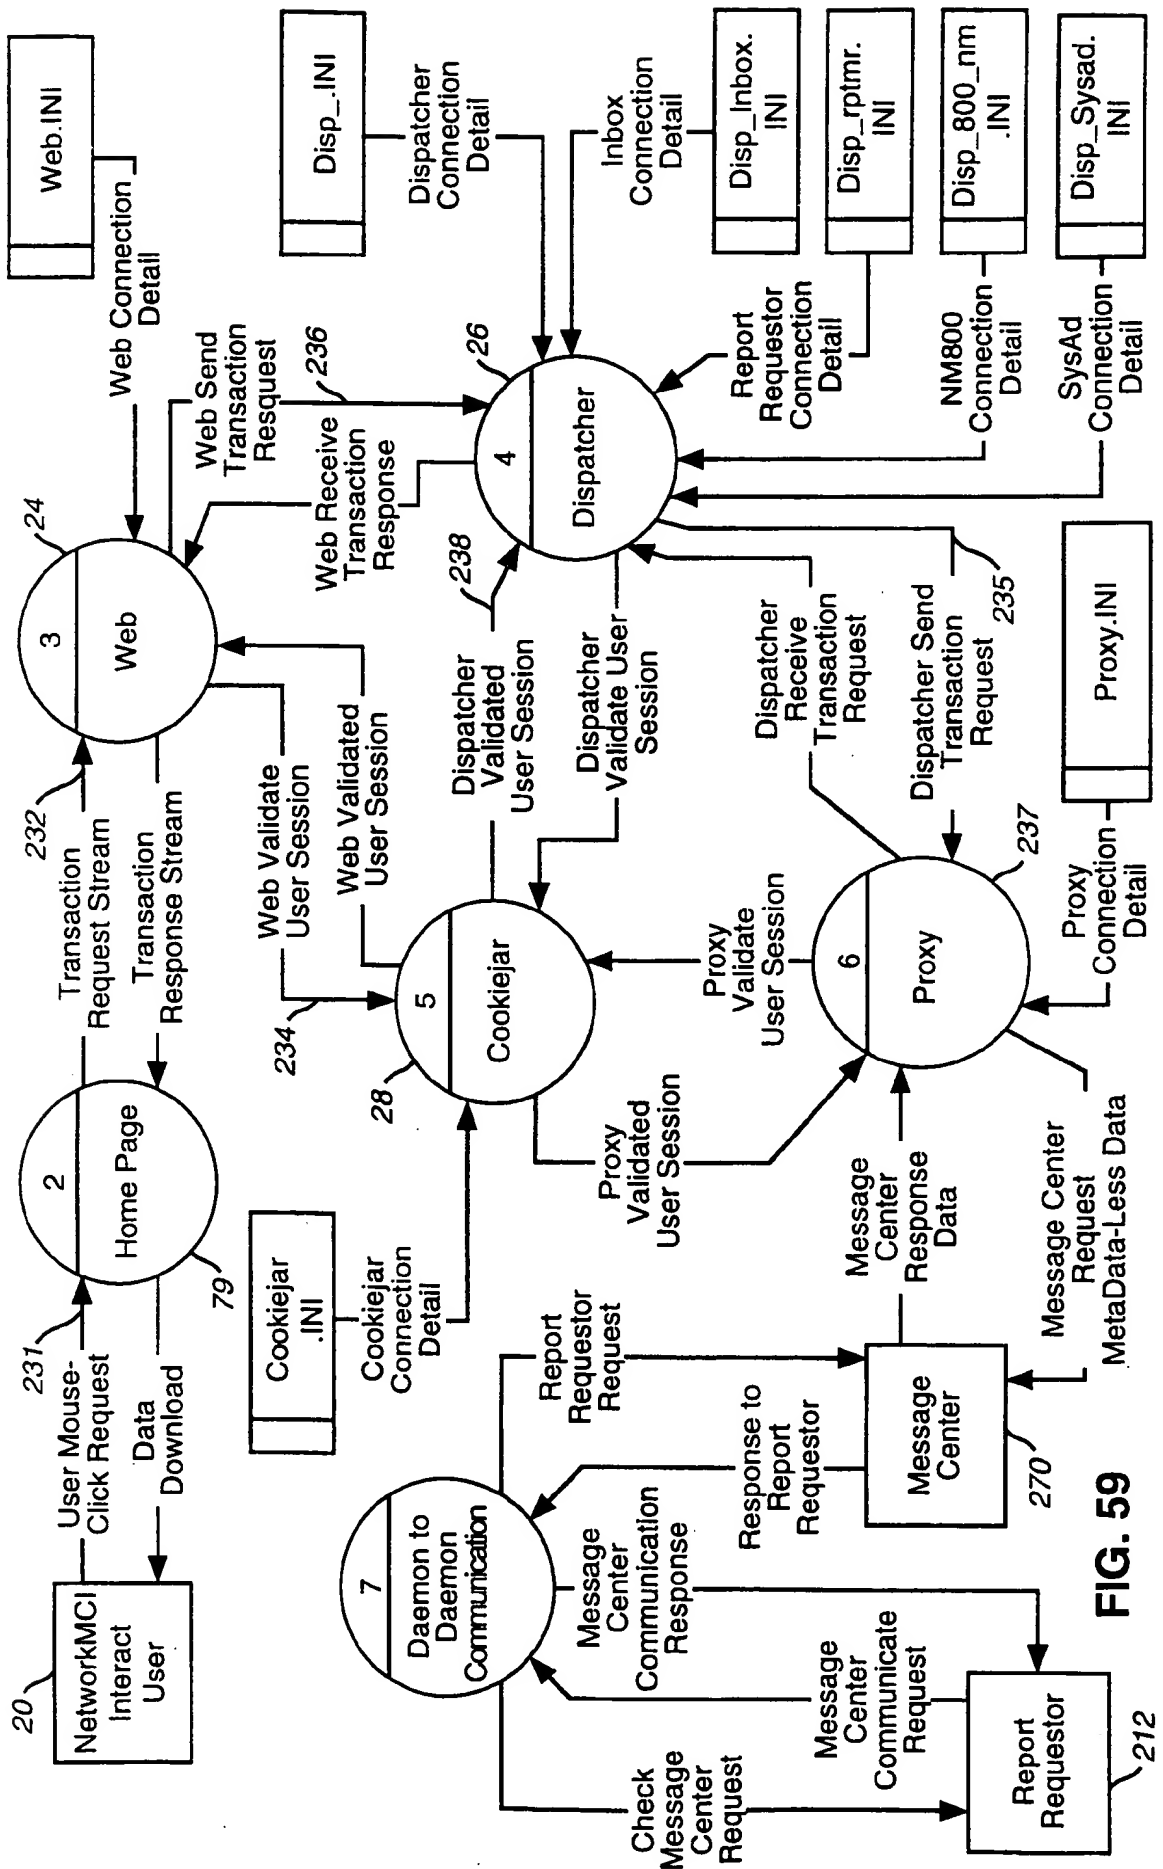 20
NetworkMCI
Interact
User
User Mouse-
Click Request
231
Data
Download
2
Home Page
79
Transaction
Request Stream
232
Transaction
Response Stream
3
Web
24
Web Connection
Detail
Web.INI
Web Validate
User Session
234
Web Validated
User Session
Web Send
Transaction
Resquest
236
Web Receive
Transaction
Response
Disp_.INI
Dispatcher
Connection
Detail
Cookiejar
.INI
Cookiejar
Connection
Detail
28
5
Cookiejar
Dispatcher
Validated
User Session
238
Dispatcher
Validate User
Session
26
4
Dispatcher
Inbox
Connection
Detail
Disp_Inbox.
INI
Report
Requestor
Connection
Detail
Disp_rptmr.
INI
NM800
Connection
Detail
Disp_800_nm
.INI
SysAd
Connection
Detail
Disp_Sysad.
INI
Proxy
Validated
User Session
Proxy
Validate
User Session
Dispatcher
Receive
Transaction
Request
Dispatcher Send
Transaction
Request
235
6
Proxy
237
Proxy
Connection
Detail
Proxy.INI
7
Daemon to
Daemon
Communication
Report
Requestor
Request
Response to
Report
Requestor
Message
Center
Response
Data
Message
Center
270
Message Center
Request
MetaData-Less Data
Message
Center
Communication
Response
Message
Center
Communicate
Request
Check
Message
Center
Request
Report
Requestor
212
FIG. 59